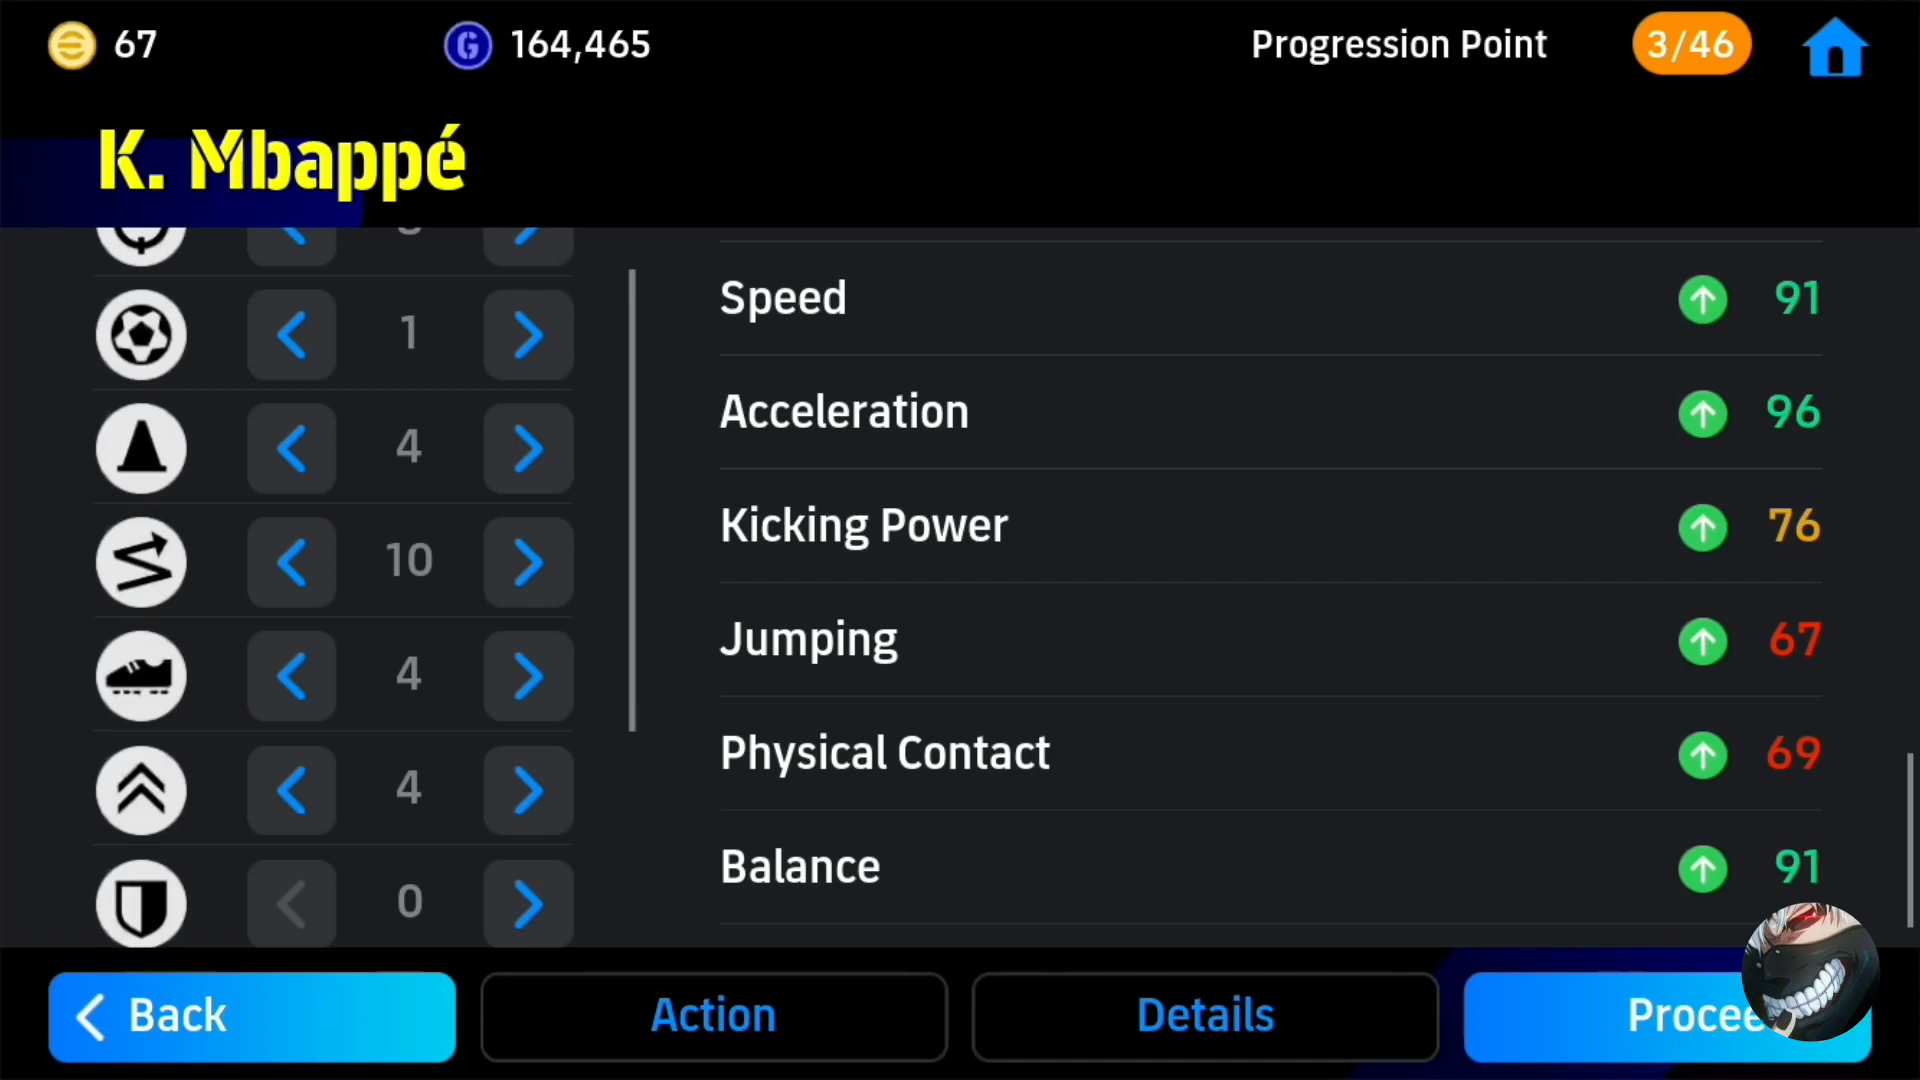 67
164,465
Progression Point
3/46
K. Mbappé
1
4
10
4
4
0
Speed 91
Acceleration 96
Kicking Power 76
Jumping 67
Physical Contact 69
Balance 91
Back
Action
Details
Procee